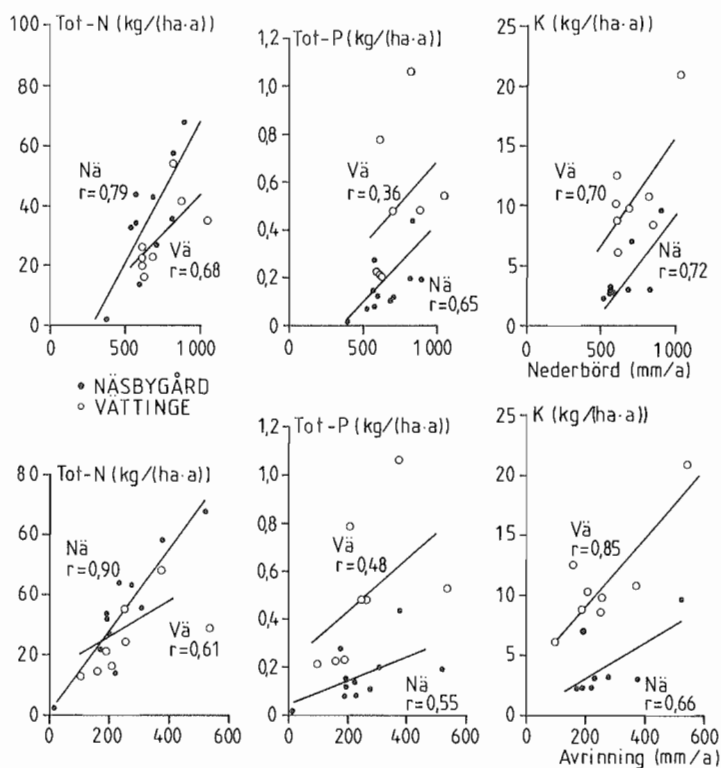 Tot-N (kg/(ha·a))
100
80
60
40
20
0
0 500 1000
Nä
r=0,79
Vä
r=0,68
Tot-P (kg/(ha·a))
1,2
1,0
0,8
0,6
0,4
0,2
0
0 500 1000
Vä
r=0,36
Nä
r=0,65
K (kg/(ha·a))
25
20
15
10
5
0
0 500 1000
Vä
r=0,70
Nä
r=0,72
Nederbörd (mm/a)
NÄSBYGÅRD
VÄTTINGE
Tot-N (kg/(ha·a))
80
60
60
20
0
0 200 400 600
Nä
r=0,90
Vä
r=0,61
Tot-P (kg/(ha·a))
1,2
1,0
0,8
0,6
0,4
0,2
0
0 200 400 600
Vä
r=0,48
Nä
r=0,55
K (kg/(ha·a))
25
20
15
10
5
0
0 200 400 600
Vä
r=0,85
Nä
r=0,66
Avrinning (mm/a)